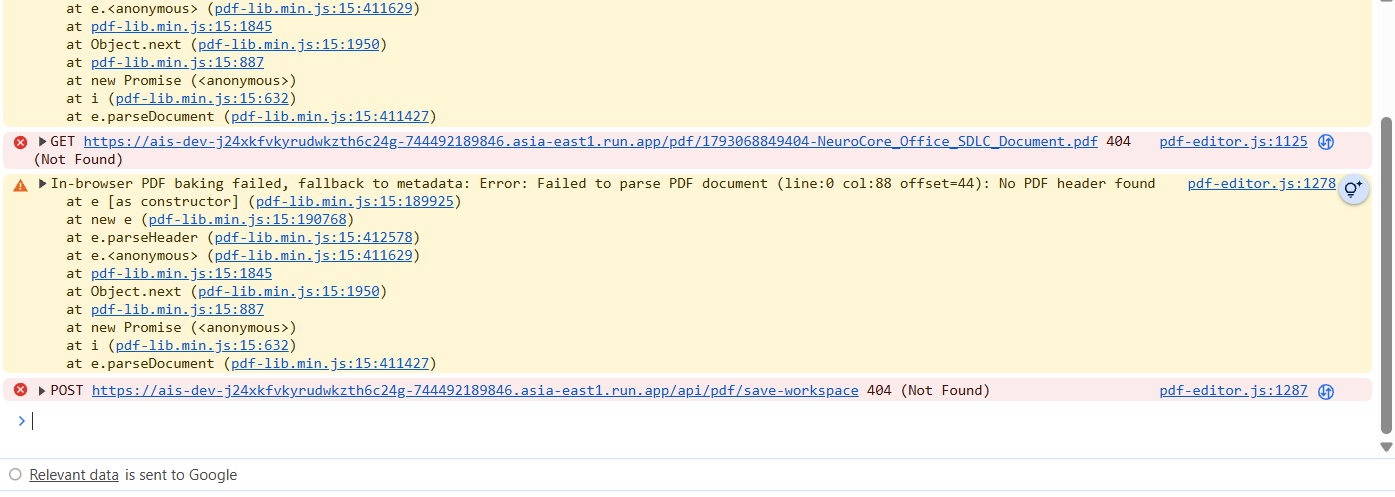 at e.<anonymous> (pdf-lib.min.js:15:411629)
at pdf-lib.min.js:15:1845
at Object.next (pdf-lib.min.js:15:1950)
at pdf-lib.min.js:15:887
at new Promise (<anonymous>)
at i (pdf-lib.min.js:15:632)
at e.parseDocument (pdf-lib.min.js:15:411427)
GET https://ais-dev-j24xkfvkyrudwkzth6c24g-744492189846.asia-east1.run.app/pdf/1793068849404-NeuroCore_Office_SDLC_Document.pdf 404 pdf-editor.js:1125
(Not Found)
In-browser PDF baking failed, fallback to metadata: Error: Failed to parse PDF document (line:0 col:88 offset=44): No PDF header found pdf-editor.js:1278
at e [as constructor] (pdf-lib.min.js:15:189925)
at new e (pdf-lib.min.js:15:190768)
at e.parseHeader (pdf-lib.min.js:15:412578)
at e.<anonymous> (pdf-lib.min.js:15:411629)
at pdf-lib.min.js:15:1845
at Object.next (pdf-lib.min.js:15:1950)
at pdf-lib.min.js:15:887
at new Promise (<anonymous>)
at i (pdf-lib.min.js:15:632)
at e.parseDocument (pdf-lib.min.js:15:411427)
POST https://ais-dev-j24xkfvkyrudwkzth6c24g-744492189846.asia-east1.run.app/api/pdf/save-workspace 404 (Not Found) pdf-editor.js:1287
Relevant data is sent to Google